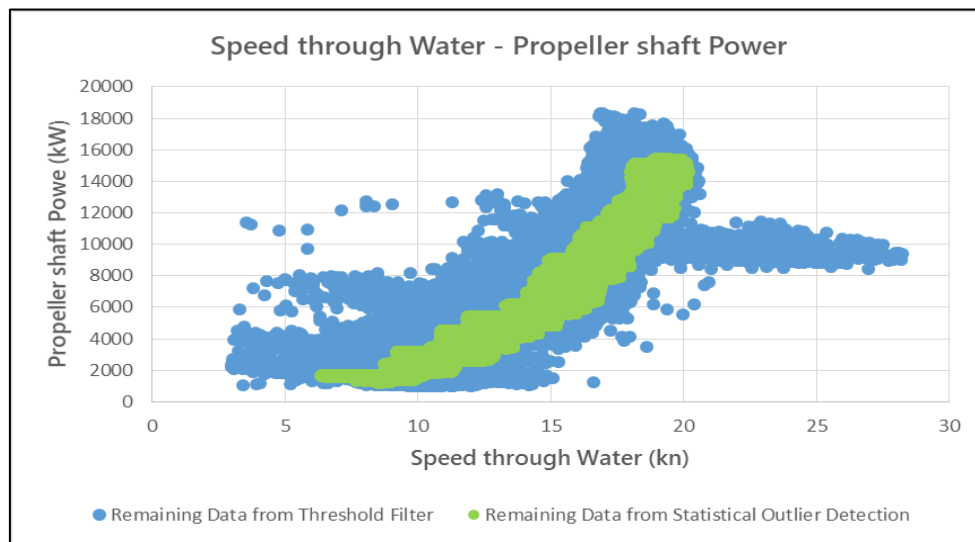 Speed through Water - Propeller shaft Power
Propeller shaft Powe (kW)
20000
18000
16000
14000
12000
10000
8000
6000
4000
2000
0
0 5 10 15 20 25 30
Speed through Water (kn)
Remaining Data from Threshold Filter Remaining Data from Statistical Outlier Detection